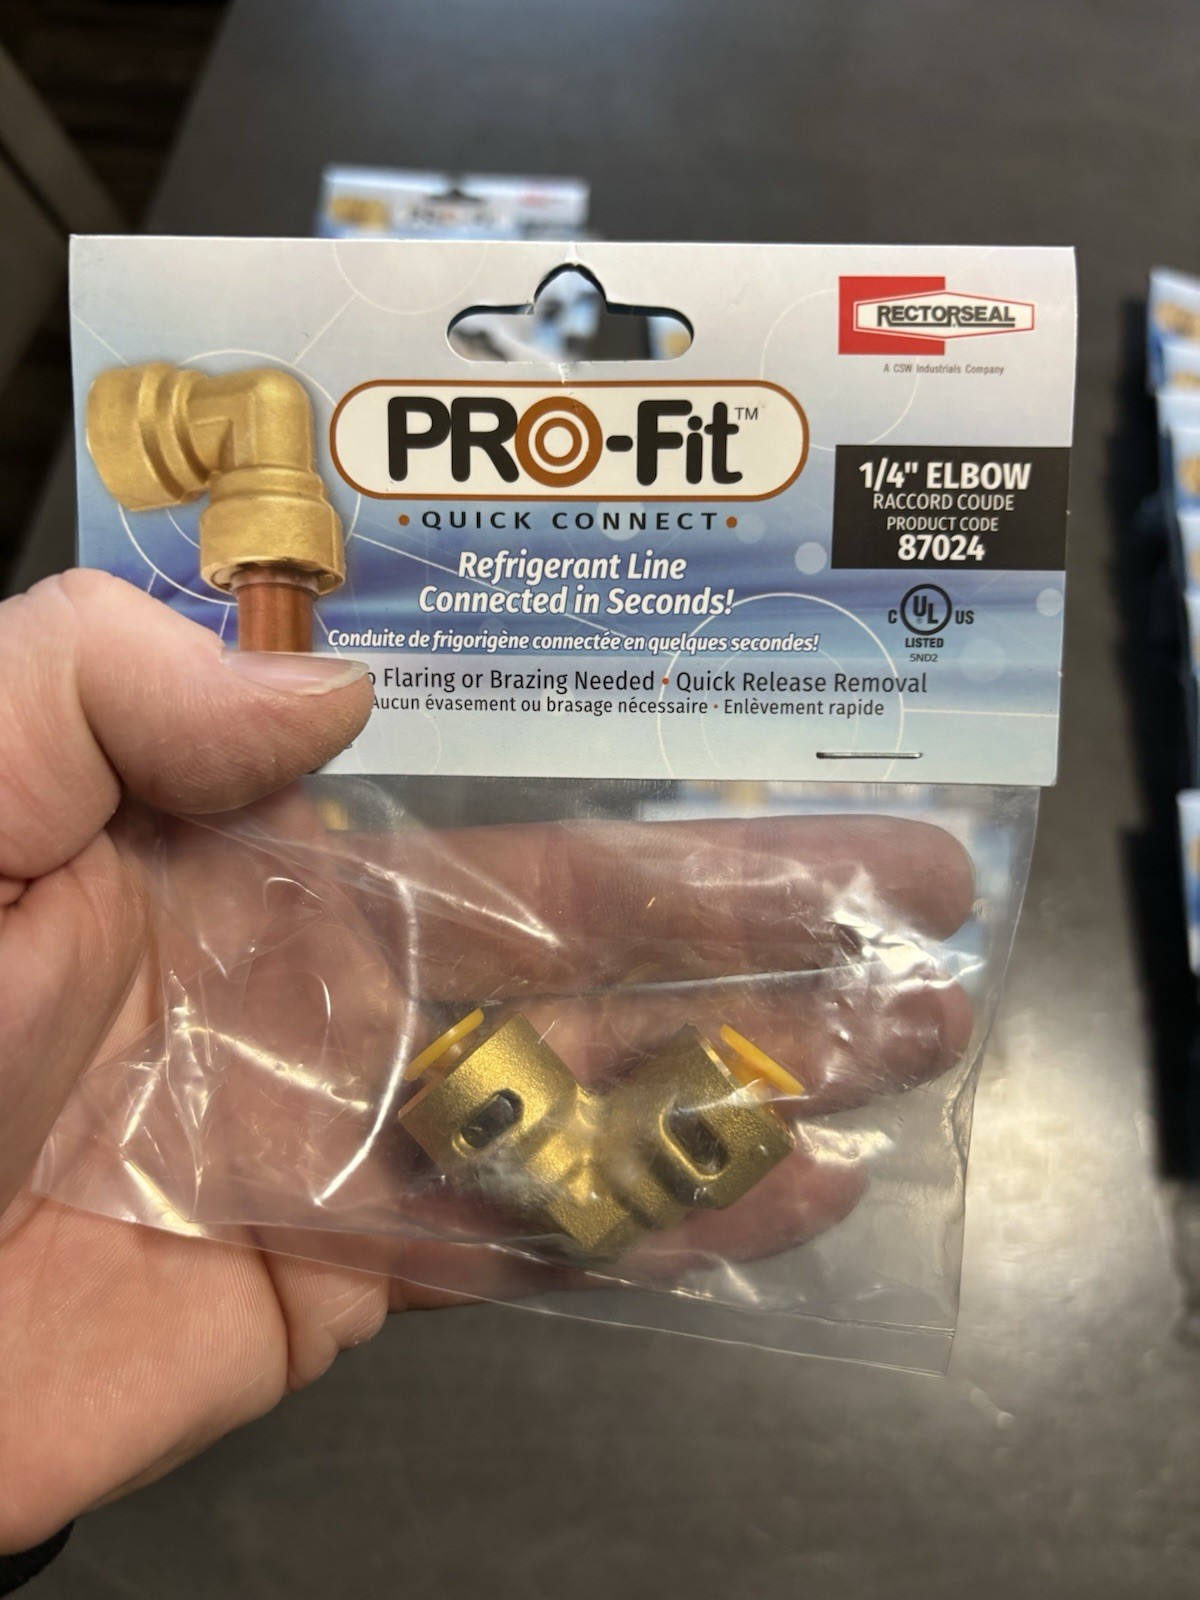 RECTORSEAL
A CSW Industrials Company
PRO-Fit™
• QUICK CONNECT •
1/4" ELBOW
RACCORD COUDE
PRODUCT CODE
87024
Refrigerant Line
Connected in Seconds!
Conduite de frigorigène connectée en quelques secondes!
C UL US
LISTED
5ND2
Flaring or Brazing Needed • Quick Release Removal
Aucun évasement ou brasage nécessaire • Enlèvement rapide